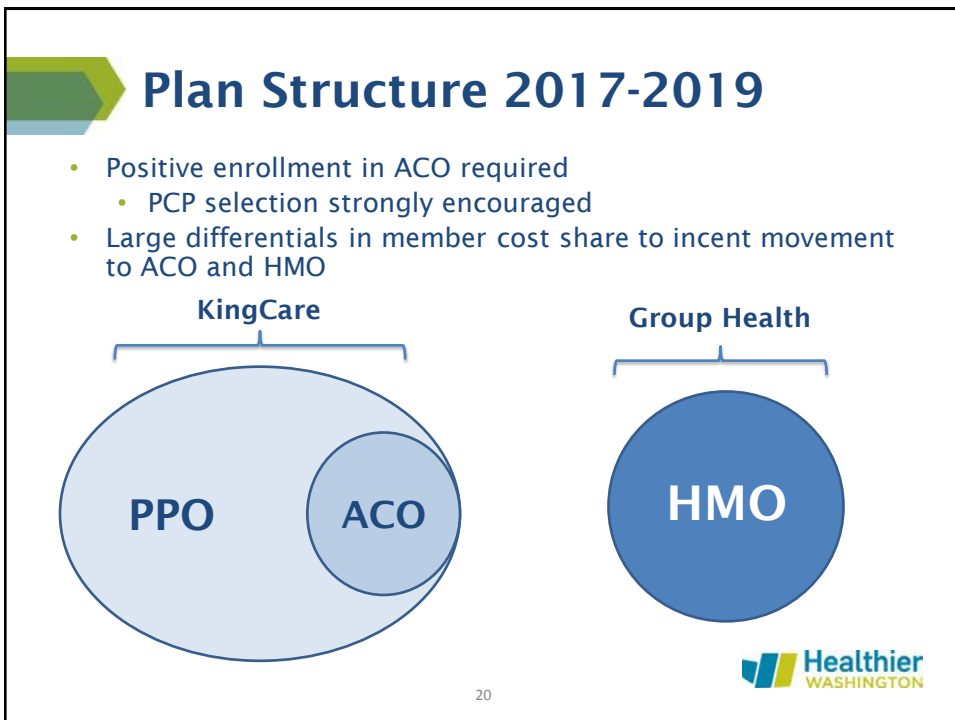 Plan Structure 2017-2019
• Positive enrollment in ACO required
• PCP selection strongly encouraged
• Large differentials in member cost share to incent movement
to ACO and HMO
KingCare
Group Health
PPO
ACO
HMO
Healthier
WASHINGTON
20